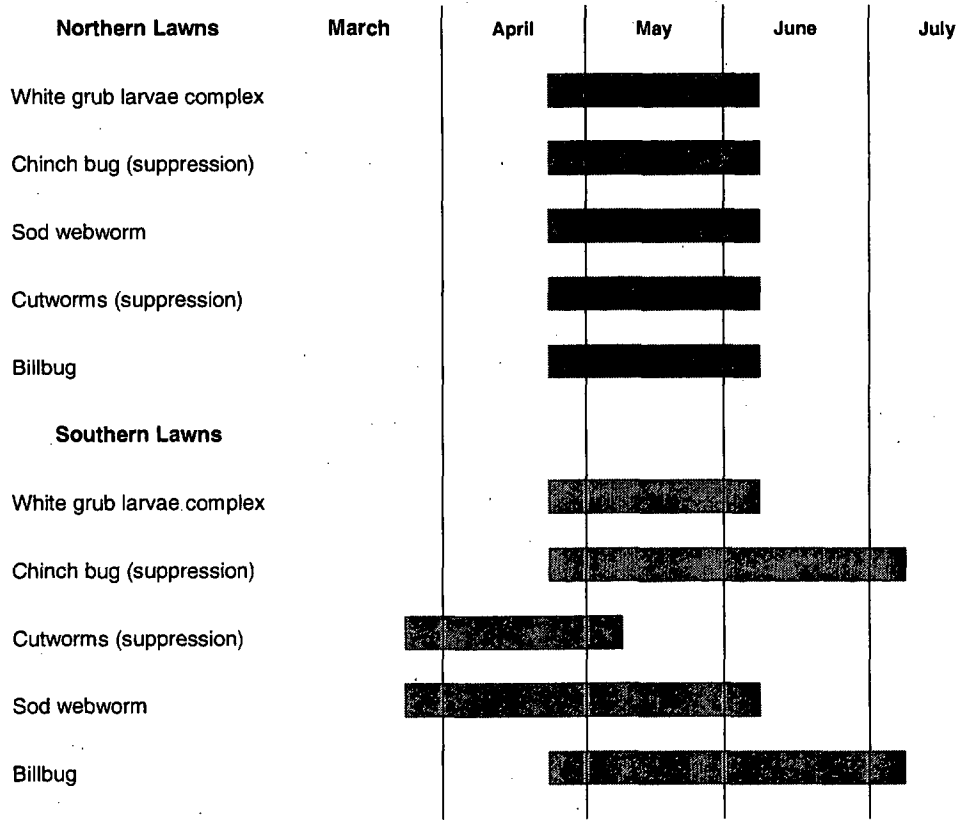 Northern Lawns March April May June July
White grub larvae complex
Chinch bug (suppression)
Sod webworm
Cutworms (suppression)
Billbug
Southern Lawns
White grub larvae complex
Chinch bug (suppression)
Cutworms (suppression)
Sod webworm
Billbug